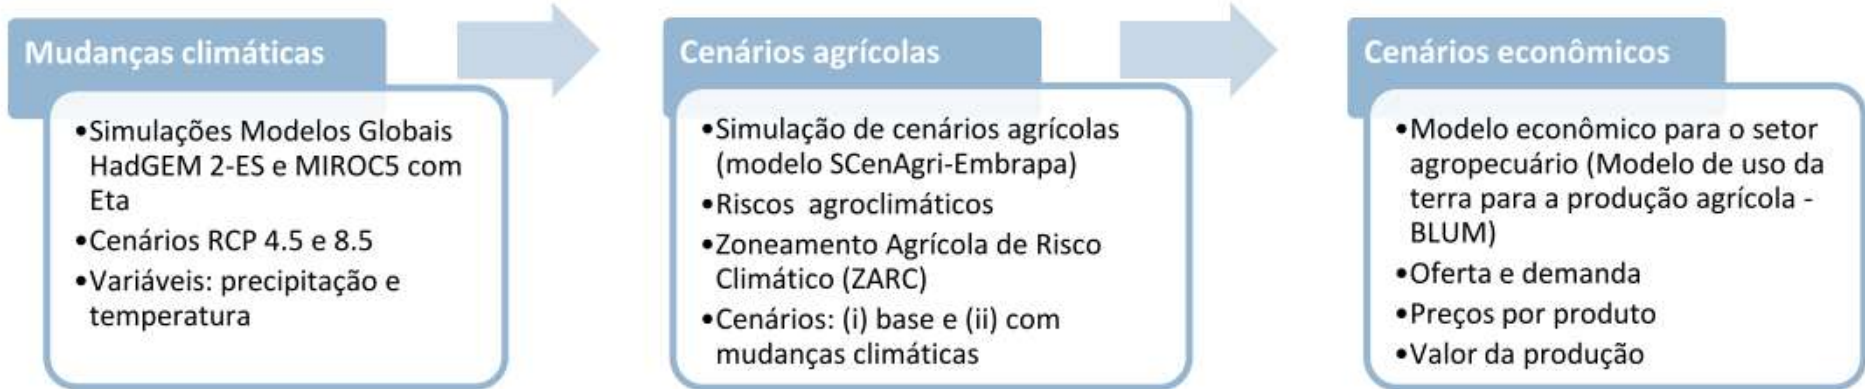 Mudanças climáticas
•Simulações Modelos Globais
HadGEM 2-ES e MIROC5 com
Eta
•Cenários RCP 4.5 e 8.5
•Variáveis: precipitação e
temperatura
Cenários agrícolas
•Simulação de cenários agrícolas
(modelo SCenAgri-Embrapa)
•Riscos agroclimáticos
•Zoneamento Agrícola de Risco
Climático (ZARC)
•Cenários: (i) base e (ii) com
mudanças climáticas
Cenários econômicos
•Modelo econômico para o setor
agropecuário (Modelo de uso da
terra para a produção agrícola -
BLUM)
•Oferta e demanda
•Preços por produto
•Valor da produção